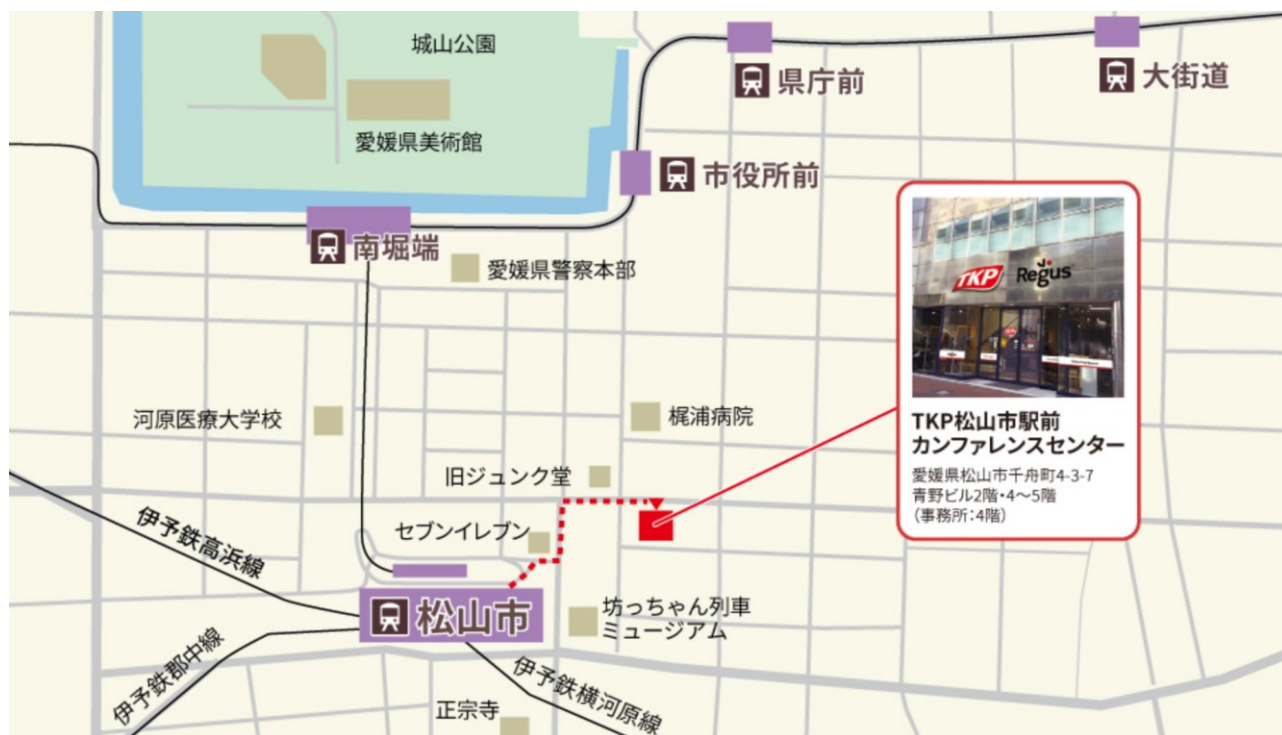 城山公園
愛媛県美術館
県庁前
大街道
市役所前
南堀端
愛媛県警察本部
TKP Regus
TKP松山市駅前
カンファレンスセンター
愛媛県松山市千舟町4-3-7
青野ビル2階・4〜5階
（事務所：4階）
河原医療大学校
梶浦病院
旧ジュンク堂
セブンイレブン
伊予鉄高浜線
松山市
坊っちゃん列車
ミュージアム
伊予鉄郡中線
伊予鉄横河原線
正宗寺